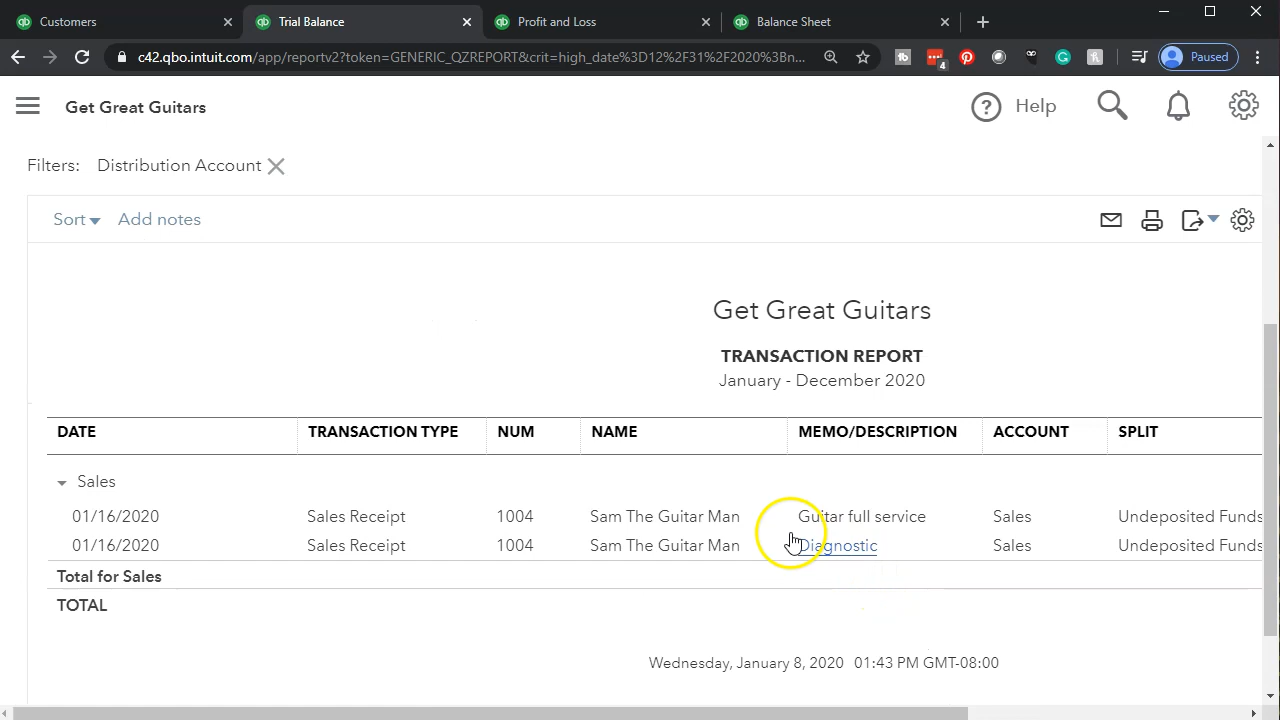 Customers Trial Balance Profit and Loss Balance Sheet
c42.qbo.intuit.com/app/reportv2?token=GENERIC_QZREPORT&crit=high_date%3D12%2F31%2F2020%3Bn... 4 Paused
Get Great Guitars Help
Filters: Distribution Account
Sort Add notes
Get Great Guitars
TRANSACTION REPORT
January - December 2020
DATE TRANSACTION TYPE NUM NAME MEMO/DESCRIPTION ACCOUNT SPLIT
Sales
01/16/2020 Sales Receipt 1004 Sam The Guitar Man Guitar full service Sales Undeposited Funds
01/16/2020 Sales Receipt 1004 Sam The Guitar Man Diagnostic Sales Undeposited Funds
Total for Sales
TOTAL
Wednesday, January 8, 2020 01:43 PM GMT-08:00